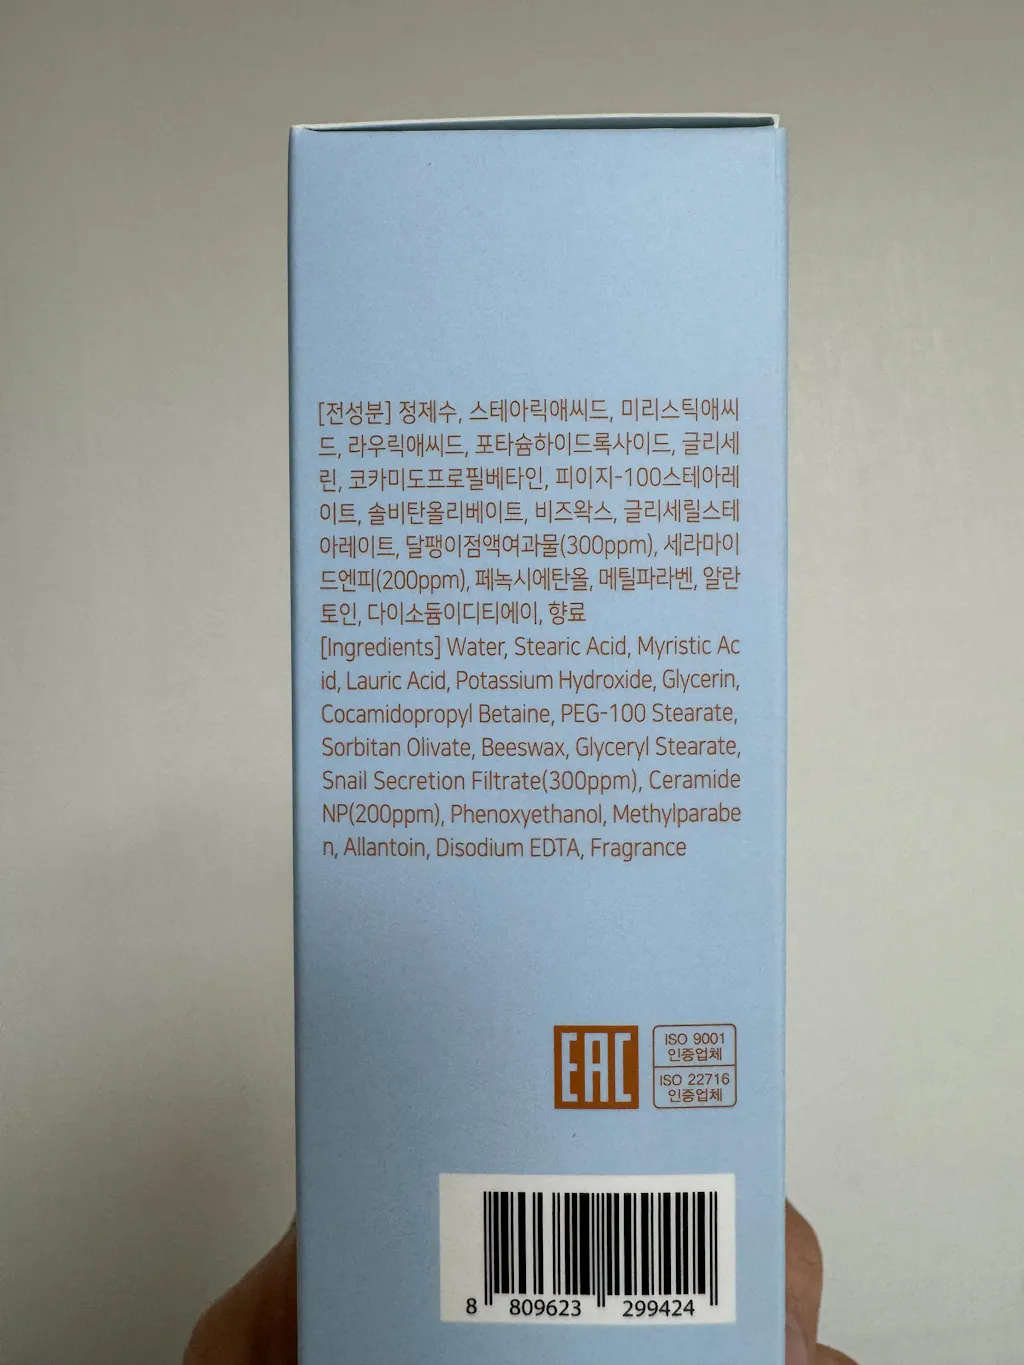 [전성분] 정제수, 스테아릭애씨드, 미리스틱애씨
드, 라우릭애씨드, 포타슘하이드록사이드, 글리세
린, 코카미도프로필베타인, 피이지-100스테아레
이트, 솔비탄올리베이트, 비즈왁스, 글리세릴스테
아레이트, 달팽이점액여과물(300ppm), 세라마이
드엔피(200ppm), 페녹시에탄올, 메틸파라벤, 알란
토인, 다이소듐이디티에이, 향료
[Ingredients] Water, Stearic Acid, Myristic Ac
id, Lauric Acid, Potassium Hydroxide, Glycerin,
Cocamidopropyl Betaine, PEG-100 Stearate,
Sorbitan Olivate, Beeswax, Glyceryl Stearate,
Snail Secretion Filtrate(300ppm), Ceramide
NP(200ppm), Phenoxyethanol, Methylparabe
n, Allantoin, Disodium EDTA, Fragrance
EAC
ISO 9001
인증업체
ISO 22716
인증업체
8 809623 299424